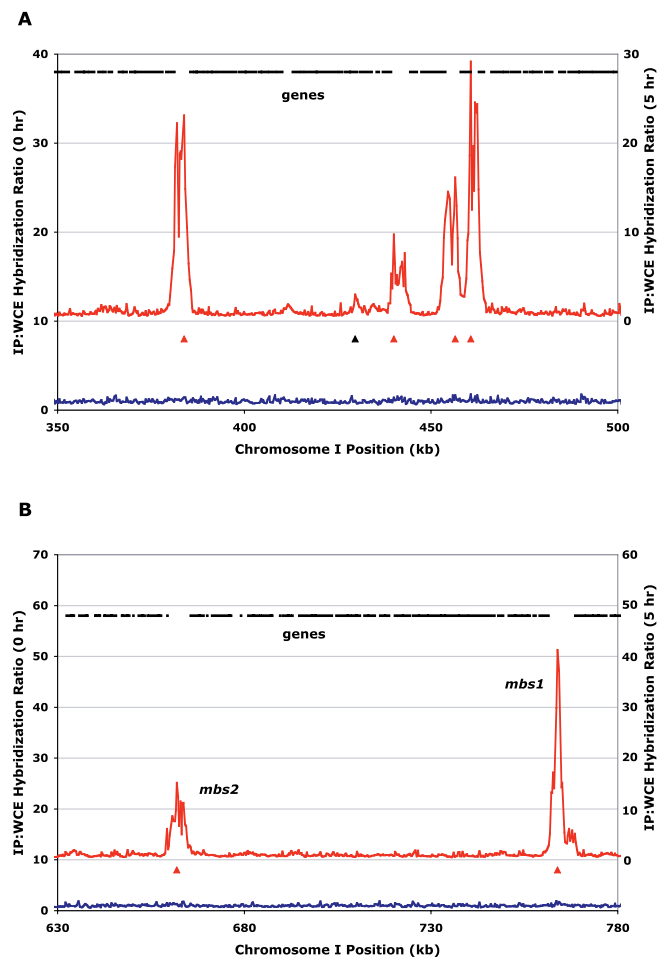 A
40
30
20
10
0
IP:WCE Hybridization Ratio (0 hr)
genes
30
20
10
0
IP:WCE Hybridization Ratio (5 hr)
350
400
450
500
Chromosome I Position (kb)
B
70
60
50
40
30
20
10
0
IP:WCE Hybridization Ratio (0 hr)
genes
mbs1
mbs2
60
50
40
30
20
10
0
IP:WCE Hybridization Ratio (5 hr)
630
680
730
780
Chromosome I Position (kb)